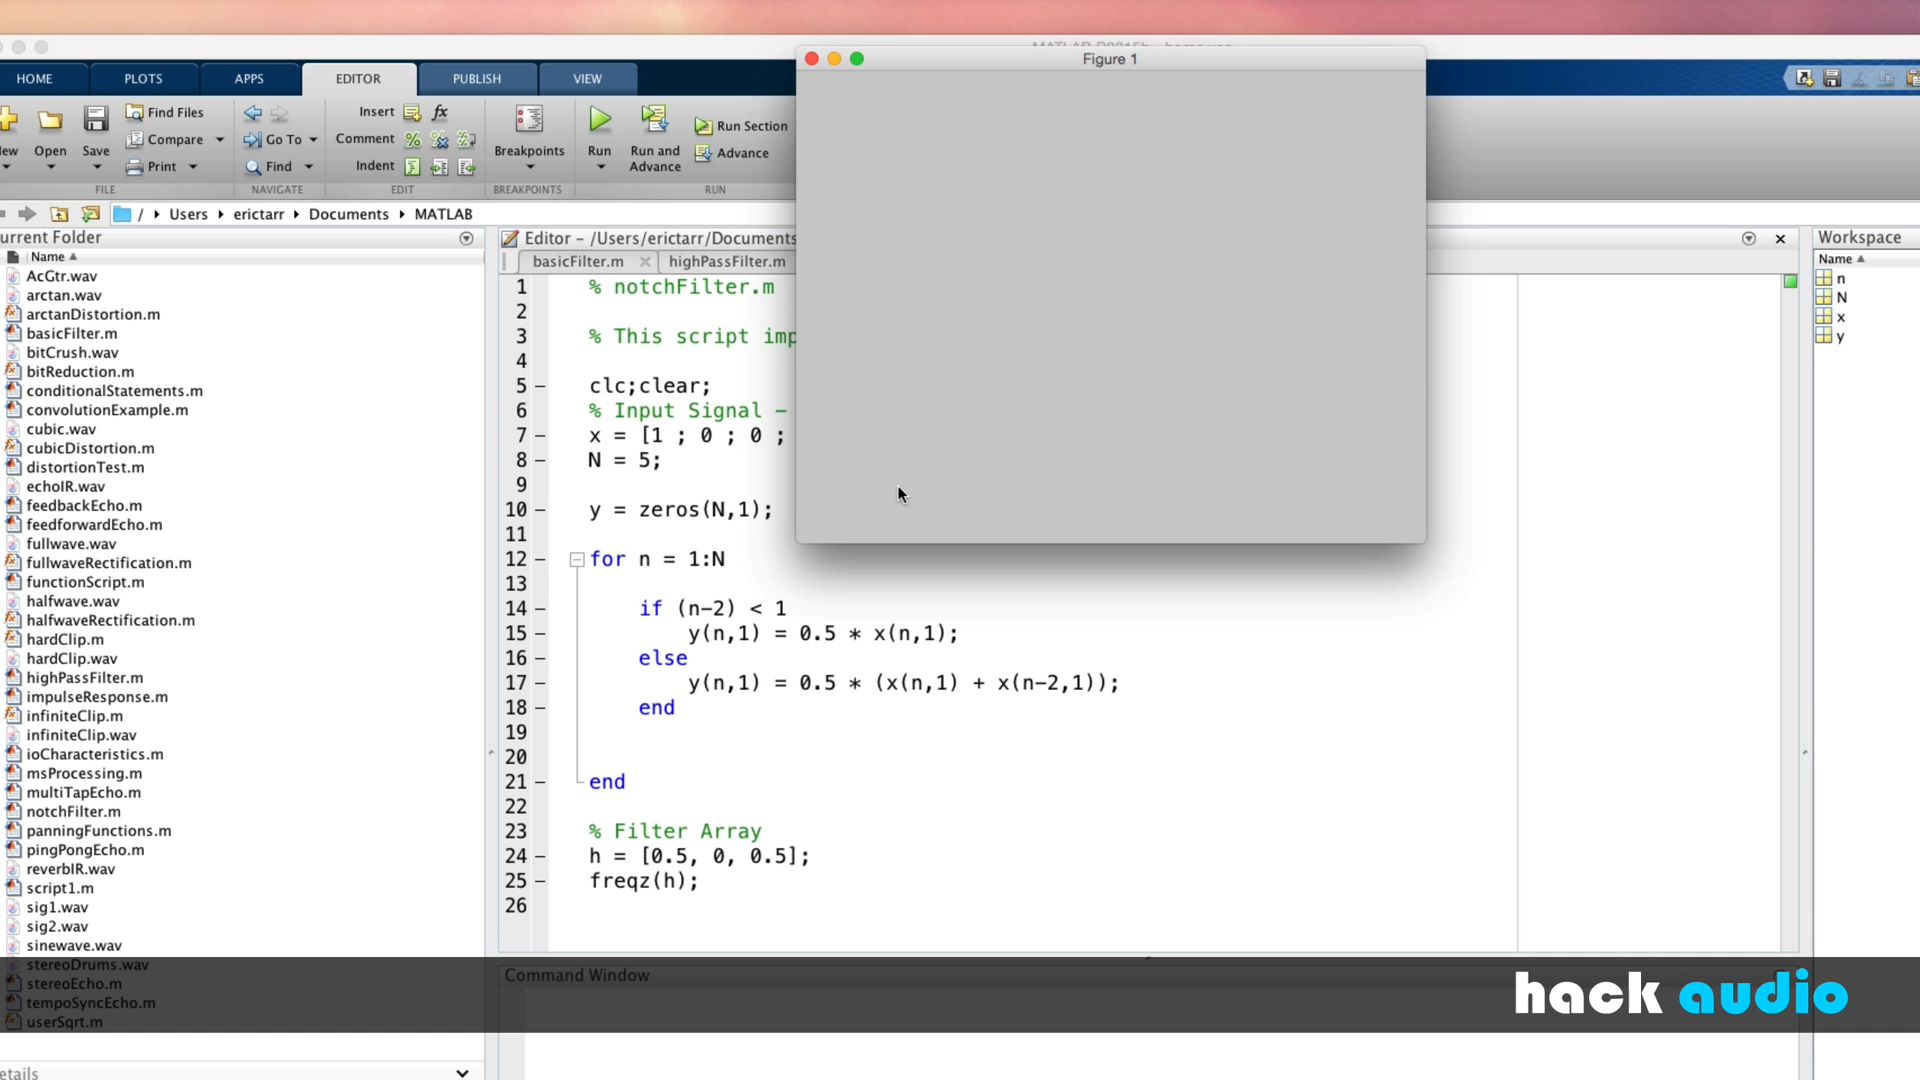 Figure 1
HOME PLOTS APPS EDITOR PUBLISH VIEW
Find Files Insert fx
Compare Go To Comment Run Section
Open Save Breakpoints Run Run and Advance
Print Find Indent Advance
FILE NAVIGATE EDIT BREAKPOINTS RUN
/ Users erictarr Documents MATLAB
urrent Folder
Name
AcGtr.wav
arctan.wav
arctanDistortion.m
basicFilter.m
bitCrush.wav
bitReduction.m
conditionalStatements.m
convolutionExample.m
cubic.wav
cubicDistortion.m
distortionTest.m
echoIR.wav
feedbackEcho.m
feedforwardEcho.m
fullwave.wav
fullwaveRectification.m
functionScript.m
halfwave.wav
halfwaveRectification.m
hardClip.m
hardClip.wav
highPassFilter.m
impulseResponse.m
infiniteClip.m
infiniteClip.wav
ioCharacteristics.m
msProcessing.m
multiTapEcho.m
notchFilter.m
panningFunctions.m
pingPongEcho.m
reverbIR.wav
script1.m
sig1.wav
sig2.wav
sinewave.wav
stereoDrums.wav
stereoEcho.m
tempoSyncEcho.m
userSqrt.m
etails
Editor - /Users/erictarr/Documents
basicFilter.m highPassFilter.m
1 % notchFilter.m
2
3 % This script imp
4
5 clc;clear;
6 % Input Signal -
7 x = [1 ; 0 ; 0 ;
8 N = 5;
9
10 y = zeros(N,1);
11
12 for n = 1:N
13
14 if (n-2) < 1
15 y(n,1) = 0.5 * x(n,1);
16 else
17 y(n,1) = 0.5 * (x(n,1) + x(n-2,1));
18 end
19
20
21 end
22
23 % Filter Array
24 h = [0.5, 0, 0.5];
25 freqz(h);
26
Command Window
Workspace
Name
n
N
x
y
hack audio